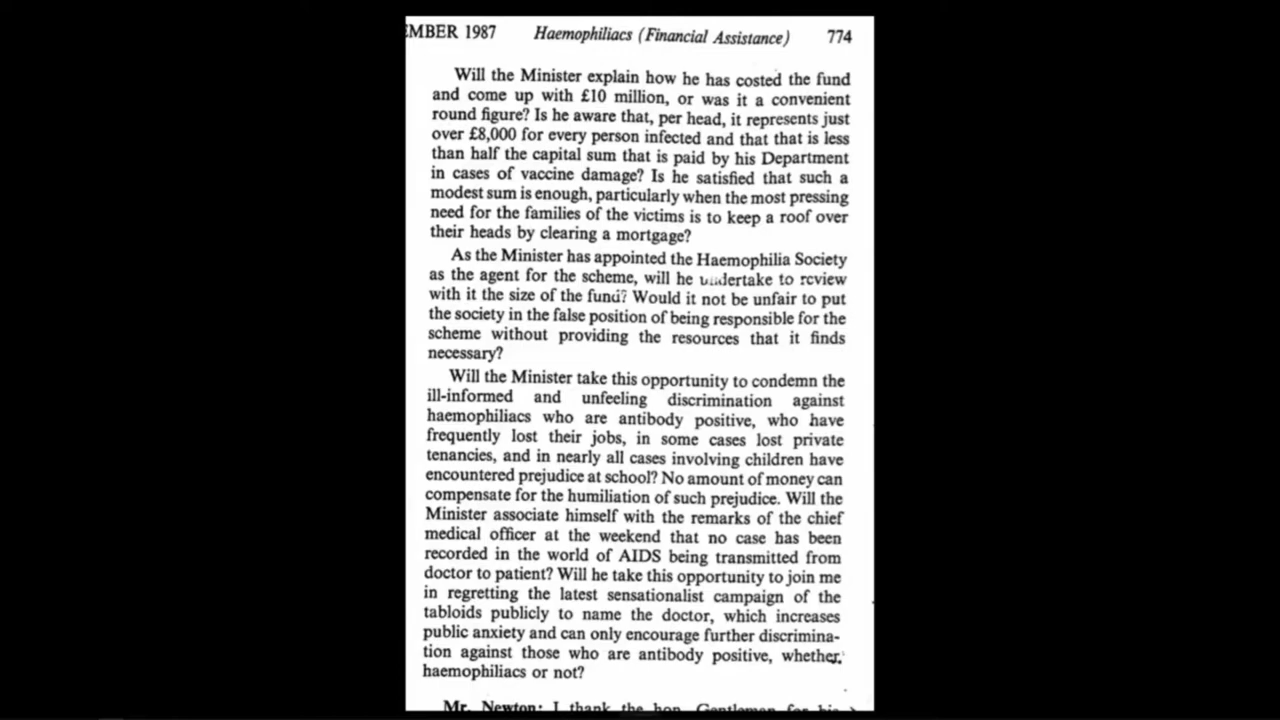 EMBER 1987 Haemophiliacs (Financial Assistance) 774
Will the Minister explain how he has costed the fund
and come up with £10 million, or was it a convenient
round figure? Is he aware that, per head, it represents just
over £8,000 for every person infected and that that is less
than half the capital sum that is paid by his Department
in cases of vaccine damage? Is he satisfied that such a
modest sum is enough, particularly when the most pressing
need for the families of the victims is to keep a roof over
their heads by clearing a mortgage?
As the Minister has appointed the Haemophilia Society
as the agent for the scheme, will he undertake to review
with it the size of the fund? Would it not be unfair to put
the society in the false position of being responsible for the
scheme without providing the resources that it finds
necessary?
Will the Minister take this opportunity to condemn the
ill-informed and unfeeling discrimination against
haemophiliacs who are antibody positive, who have
frequently lost their jobs, in some cases lost private
tenancies, and in nearly all cases involving children have
encountered prejudice at school? No amount of money can
compensate for the humiliation of such prejudice. Will the
Minister associate himself with the remarks of the chief
medical officer at the weekend that no case has been
recorded in the world of AIDS being transmitted from
doctor to patient? Will he take this opportunity to join me
in regretting the latest sensationalist campaign of the
tabloids publicly to name the doctor, which increases
public anxiety and can only encourage further discrimina-
tion against those who are antibody positive, whether,
haemophiliacs or not?
Mr. Newton: I thank the hon. Gentleman for his